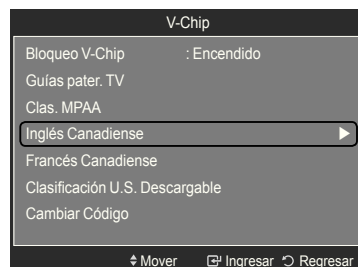 V-Chip
Bloqueo V-Chip : Encendido
Guías pater. TV
Clas. MPAA
Inglés Canadiense
Francés Canadiense
Clasificación U.S. Descargable
Cambiar Código
Mover Ingresar Regresar